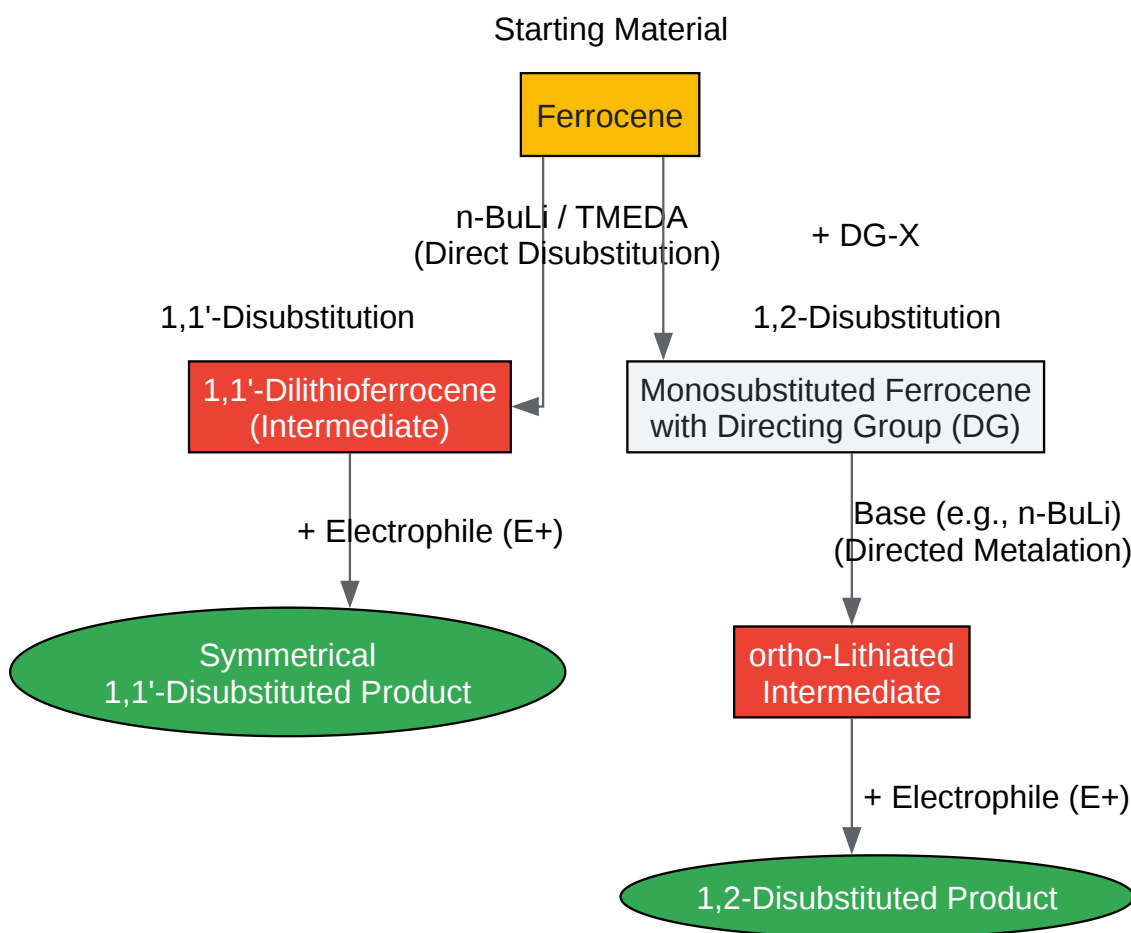 Starting Material
Ferrocene
n-BuLi / TMEDA
(Direct Disubstitution)
+ DG-X
1,1'-Disubstitution
1,2-Disubstitution
1,1'-Dilithioferrocene
(Intermediate)
Monosubstituted Ferrocene
with Directing Group (DG)
+ Electrophile (E+)
Base (e.g., n-BuLi)
(Directed Metalation)
Symmetrical
1,1'-Disubstituted Product
ortho-Lithiated
Intermediate
+ Electrophile (E+)
1,2-Disubstituted Product